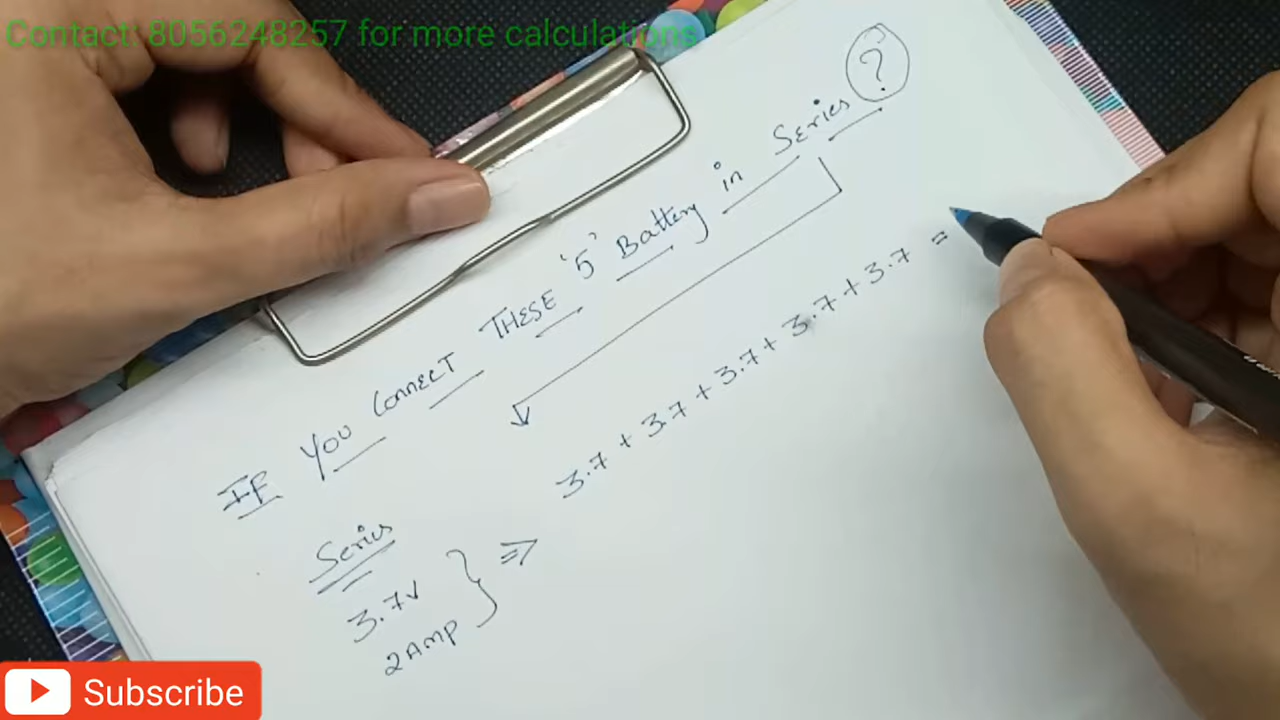 Contact: 8056248257 for more calculations
IF YOU CONNECT THESE '5' Battery in Series ?
3.7 + 3.7 + 3.7 + 3.7 + 3.7 =
Series
3.7V
2AMP } =>
Subscribe